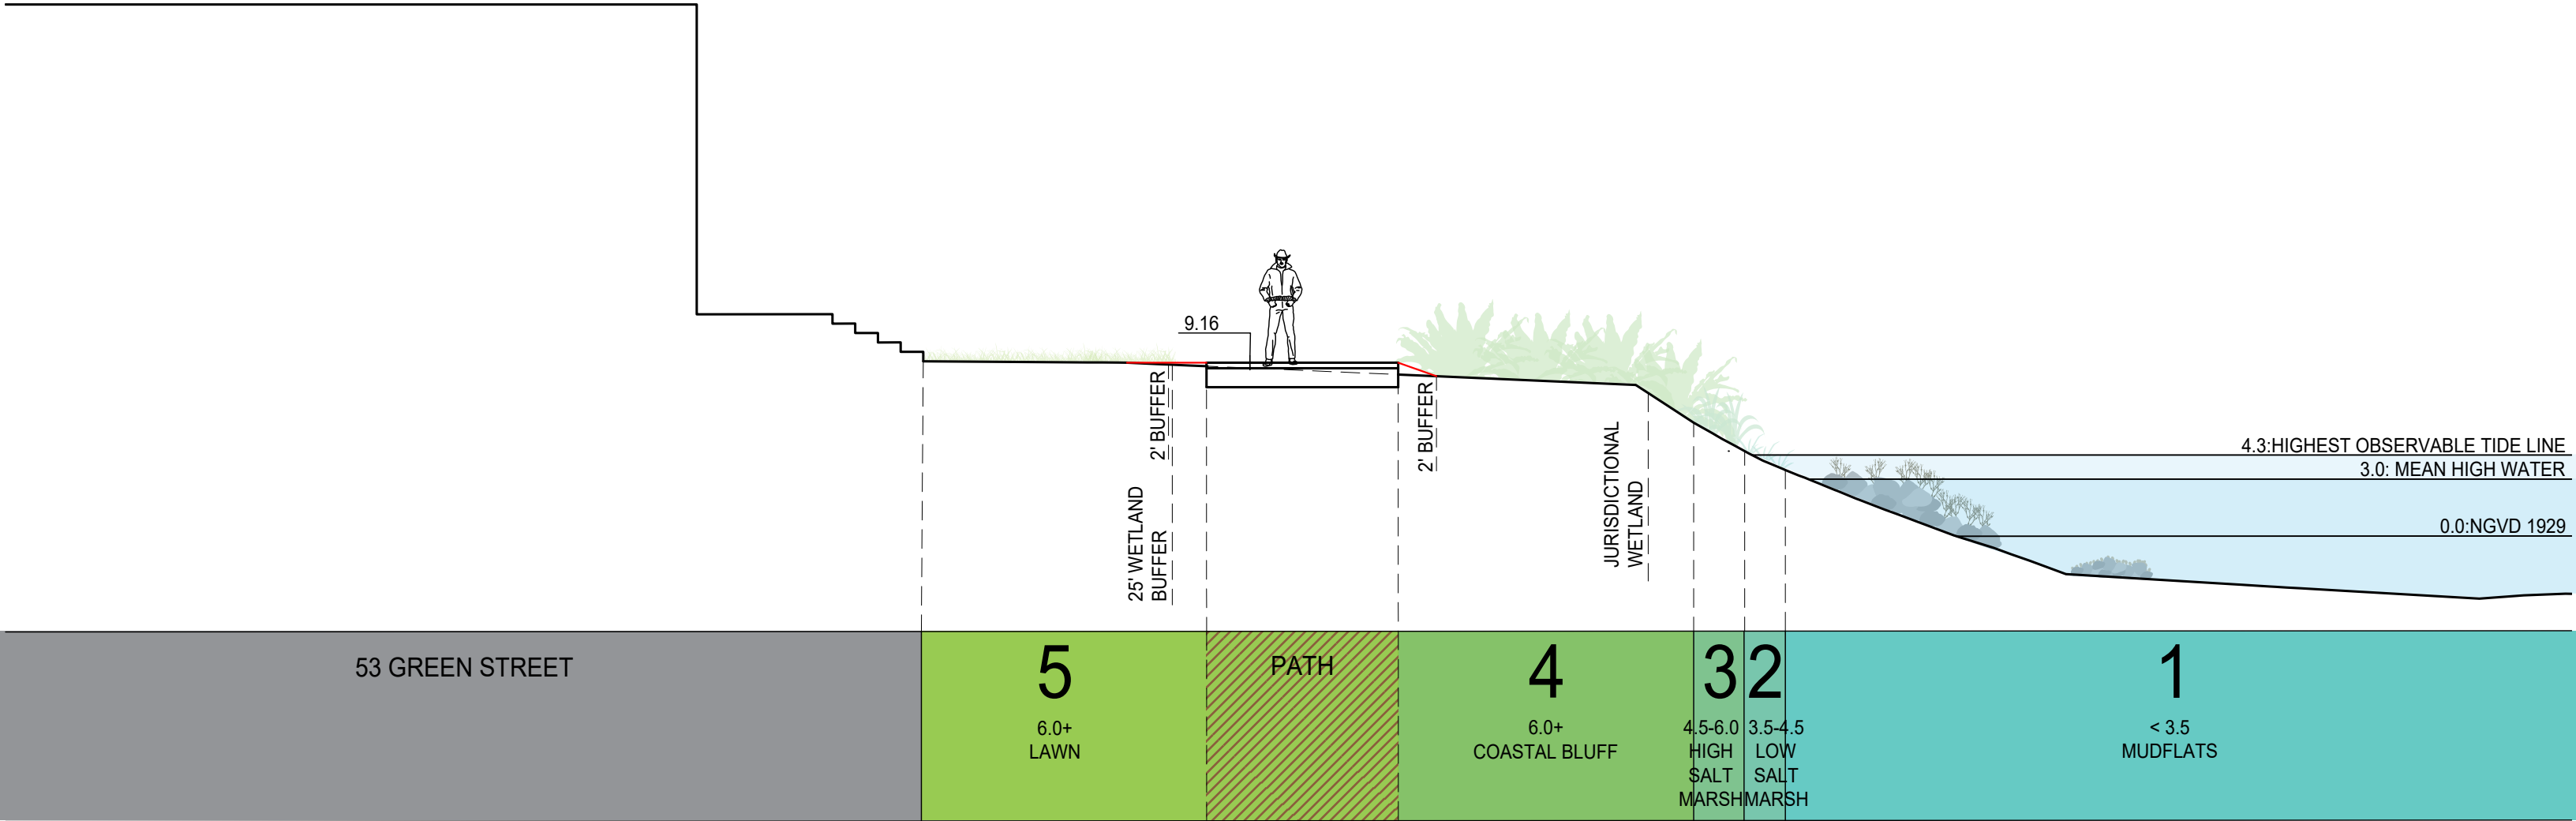 9.16
2' BUFFER
25' WETLAND
BUFFER
2' BUFFER
JURISDICTIONAL
WETLAND
4.3:HIGHEST OBSERVABLE TIDE LINE
3.0: MEAN HIGH WATER
0.0:NGVD 1929
53 GREEN STREET
5
6.0+
LAWN
PATH
4
6.0+
COASTAL BLUFF
3
4.5-6.0
HIGH
SALT
MARSH
2
3.5-4.5
LOW
SALT
MARSH
1
< 3.5
MUDFLATS